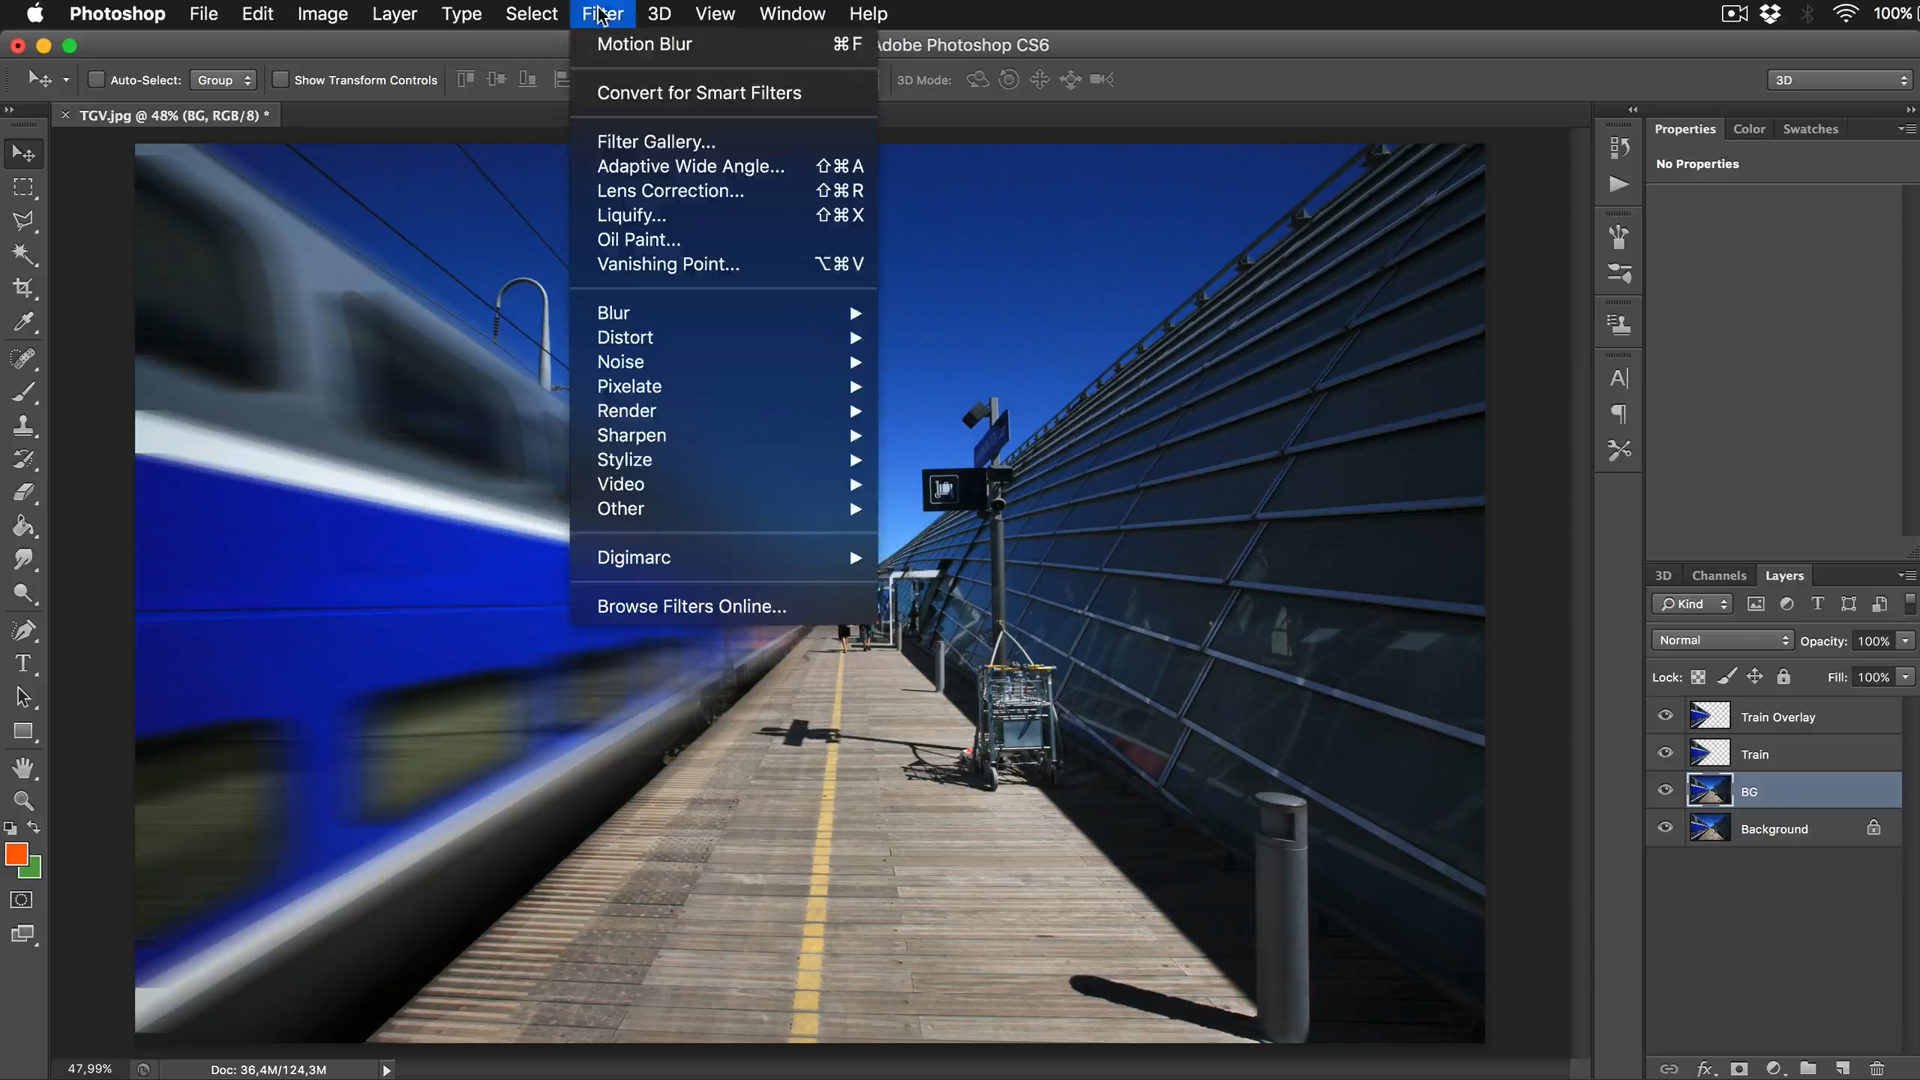 Photoshop File Edit Image Layer Type Select Filter 3D View Window Help 100%
Adobe Photoshop CS6
Auto-Select: Group Show Transform Controls 3D Mode: 3D
TGV.jpg @ 48% (BG, RGB/8) *
Motion Blur ⌘F
Convert for Smart Filters
Filter Gallery...
Adaptive Wide Angle... ⇧⌘A
Lens Correction... ⇧⌘R
Liquify... ⇧⌘X
Oil Paint...
Vanishing Point... ⌥⌘V
Blur
Distort
Noise
Pixelate
Render
Sharpen
Stylize
Video
Other
Digimarc
Browse Filters Online...
Properties Color Swatches
No Properties
3D Channels Layers
Kind
Normal Opacity: 100%
Lock: Fill: 100%
Train Overlay
Train
BG
Background
47,99% Doc: 36,4M/124,3M